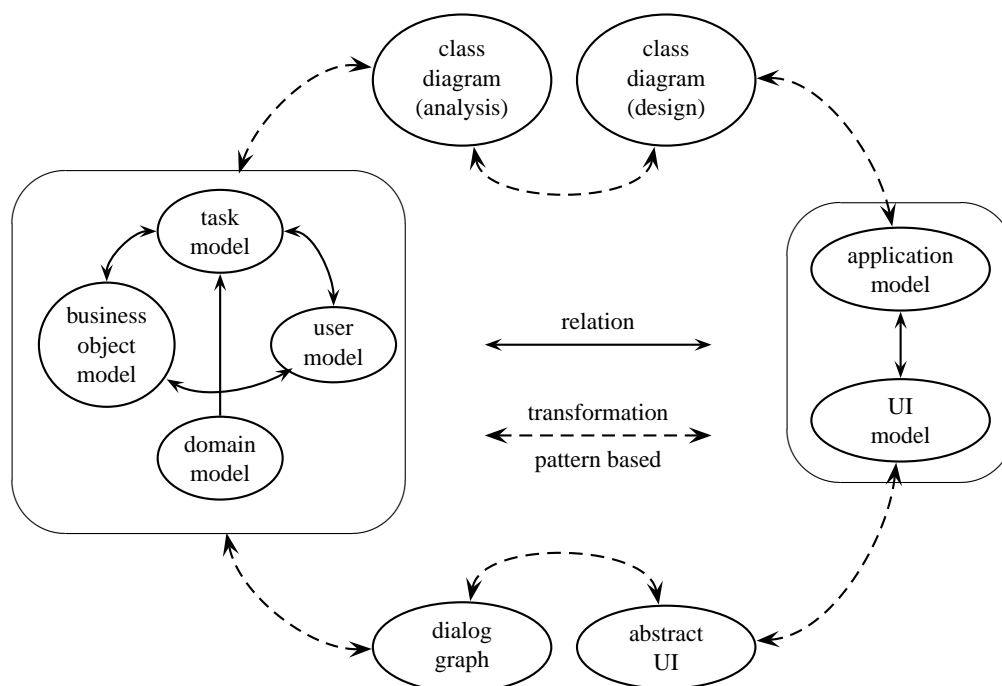 class
diagram
(analysis)
class
diagram
(design)
task
model
business
object
model
user
model
domain
model
relation
transformation
pattern based
application
model
UI
model
dialog
graph
abstract
UI